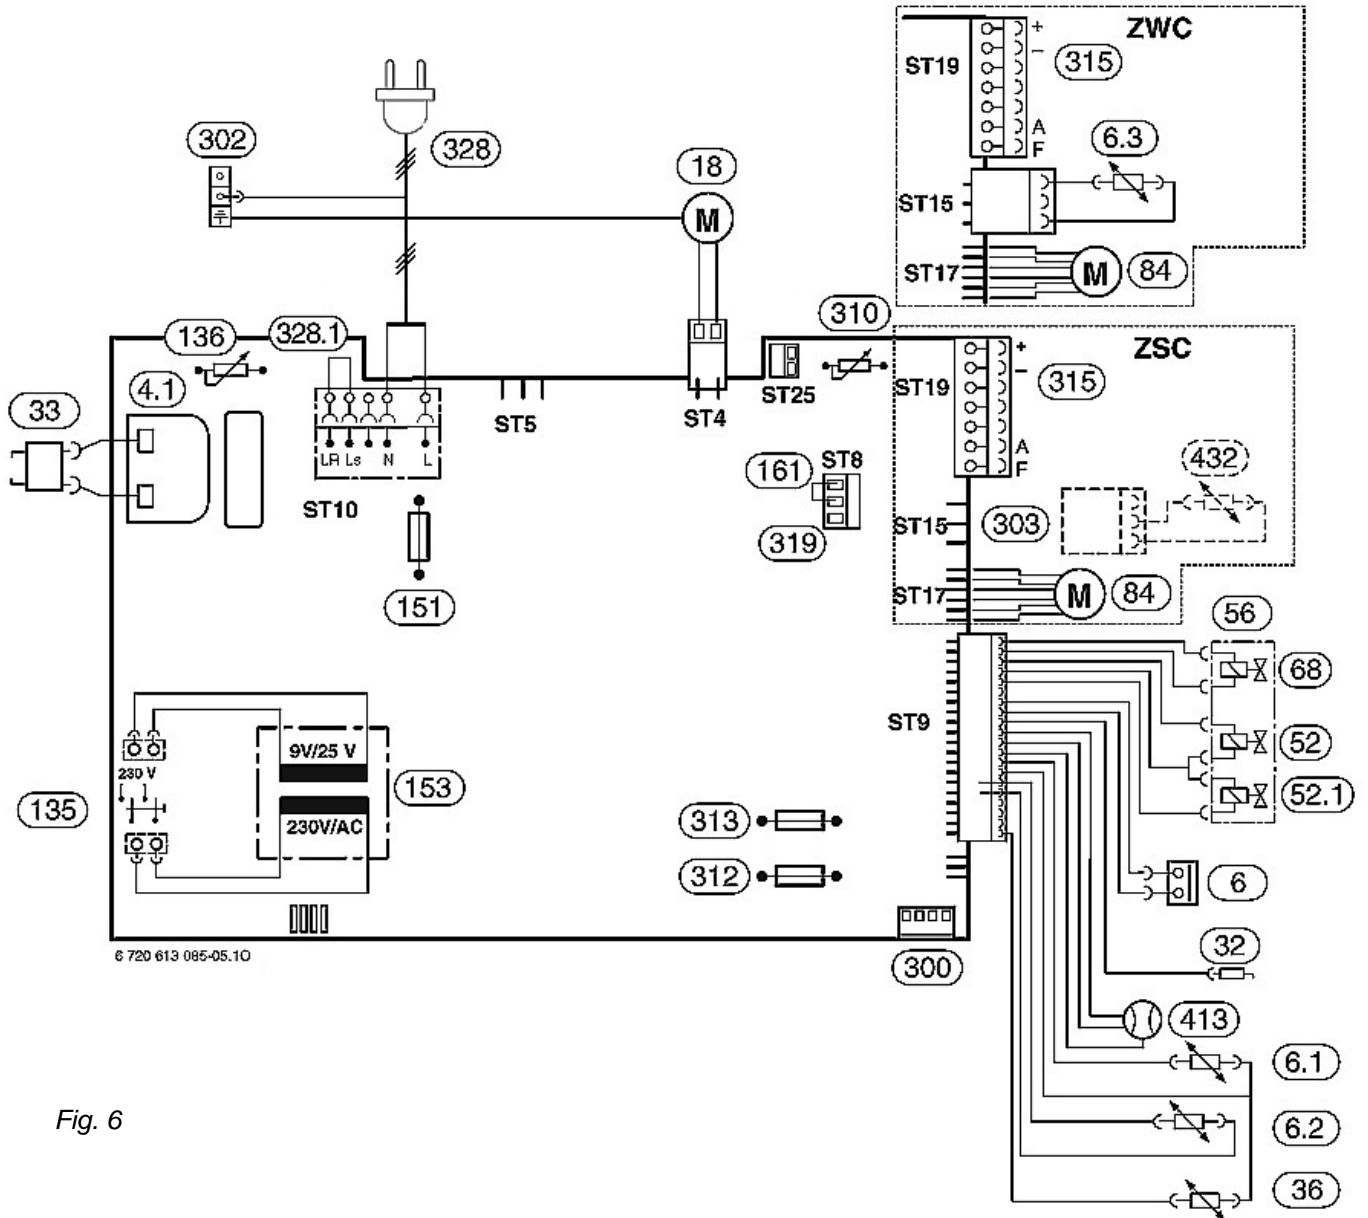 ZWC
+
−
ST19
315
A
F
6.3
ST15
ST17
M
84
302
328
18
M
310
136
328.1
4.1
33
LR Ls N L
ST10
ST5
ST4
ST25
ZSC
+
−
ST19
315
A
F
432
161
ST8
319
ST15
303
ST17
M
84
151
56
68
ST9
52
52.1
9V/25 V
230 V
153
135
230V/AC
313
312
6
300
32
413
6.1
6.2
36
6 720 613 085-05.1O
Fig. 6